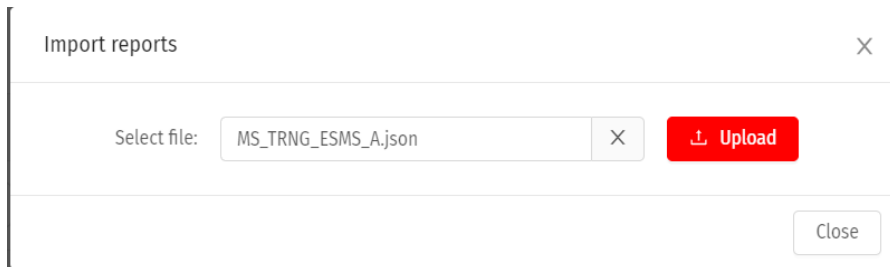 Import reports
Select file: MS_TRNG_ESMS_A.json Upload
Close